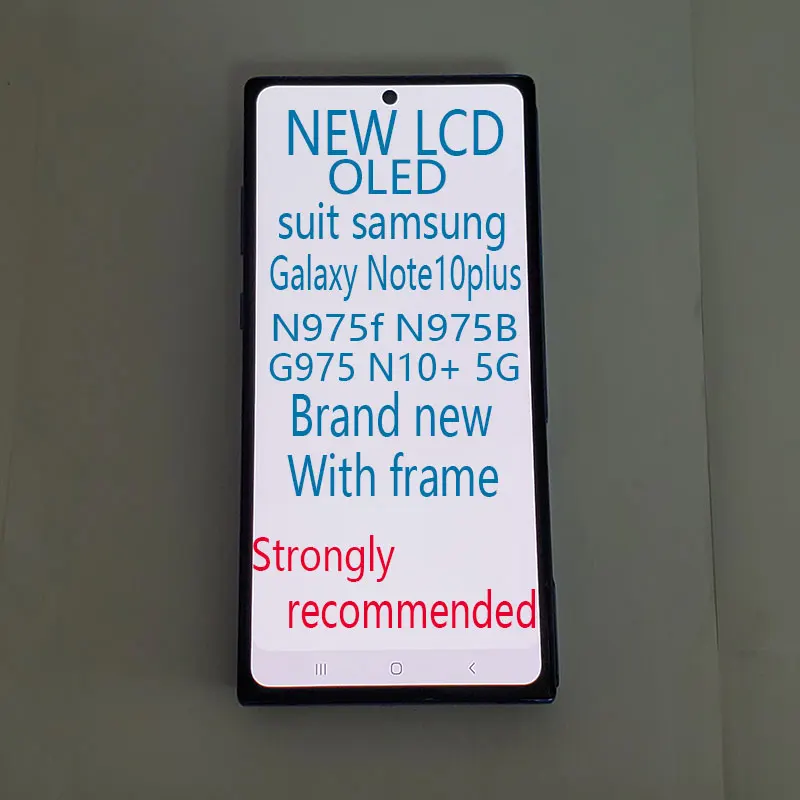 NEW LCD
OLED
suit samsung
Galaxy Note10plus
N975f N975B
G975 N10+ 5G
Brand new
With frame
Strongly
recommended